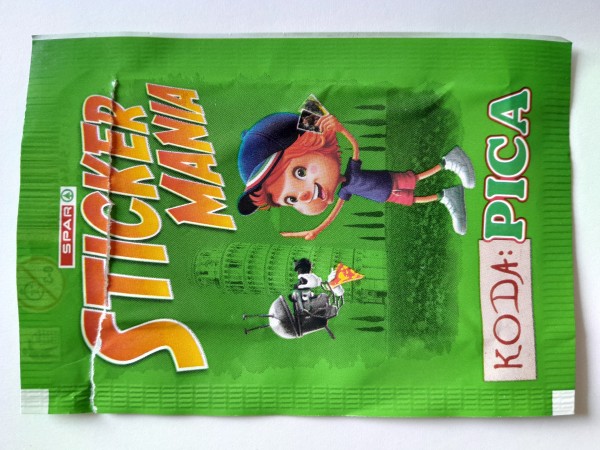 SPAR
STICKER
MANIA
KODA: PICA